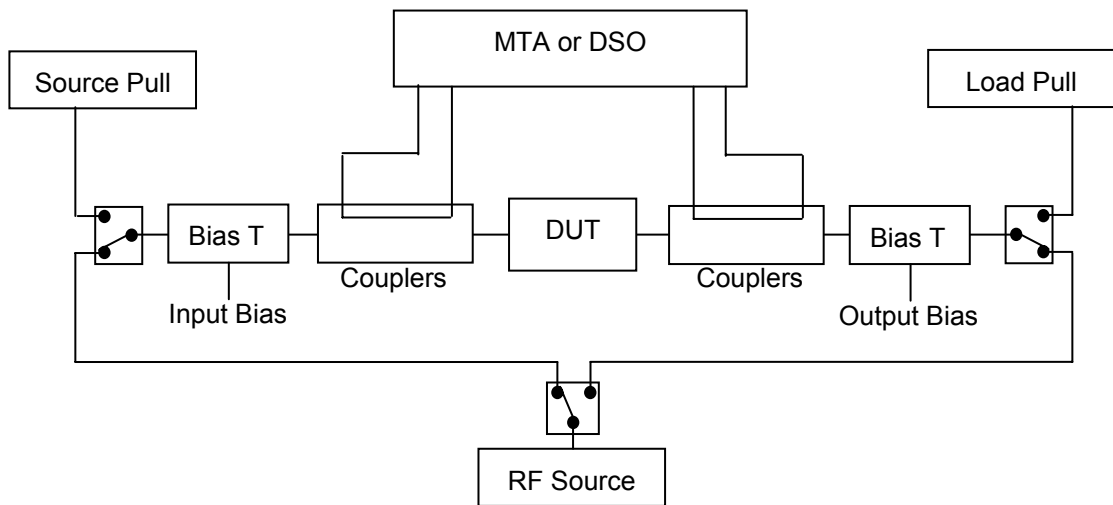 MTA or DSO
Source Pull
Load Pull
Bias T
DUT
Bias T
Couplers
Couplers
Input Bias
Output Bias
RF Source